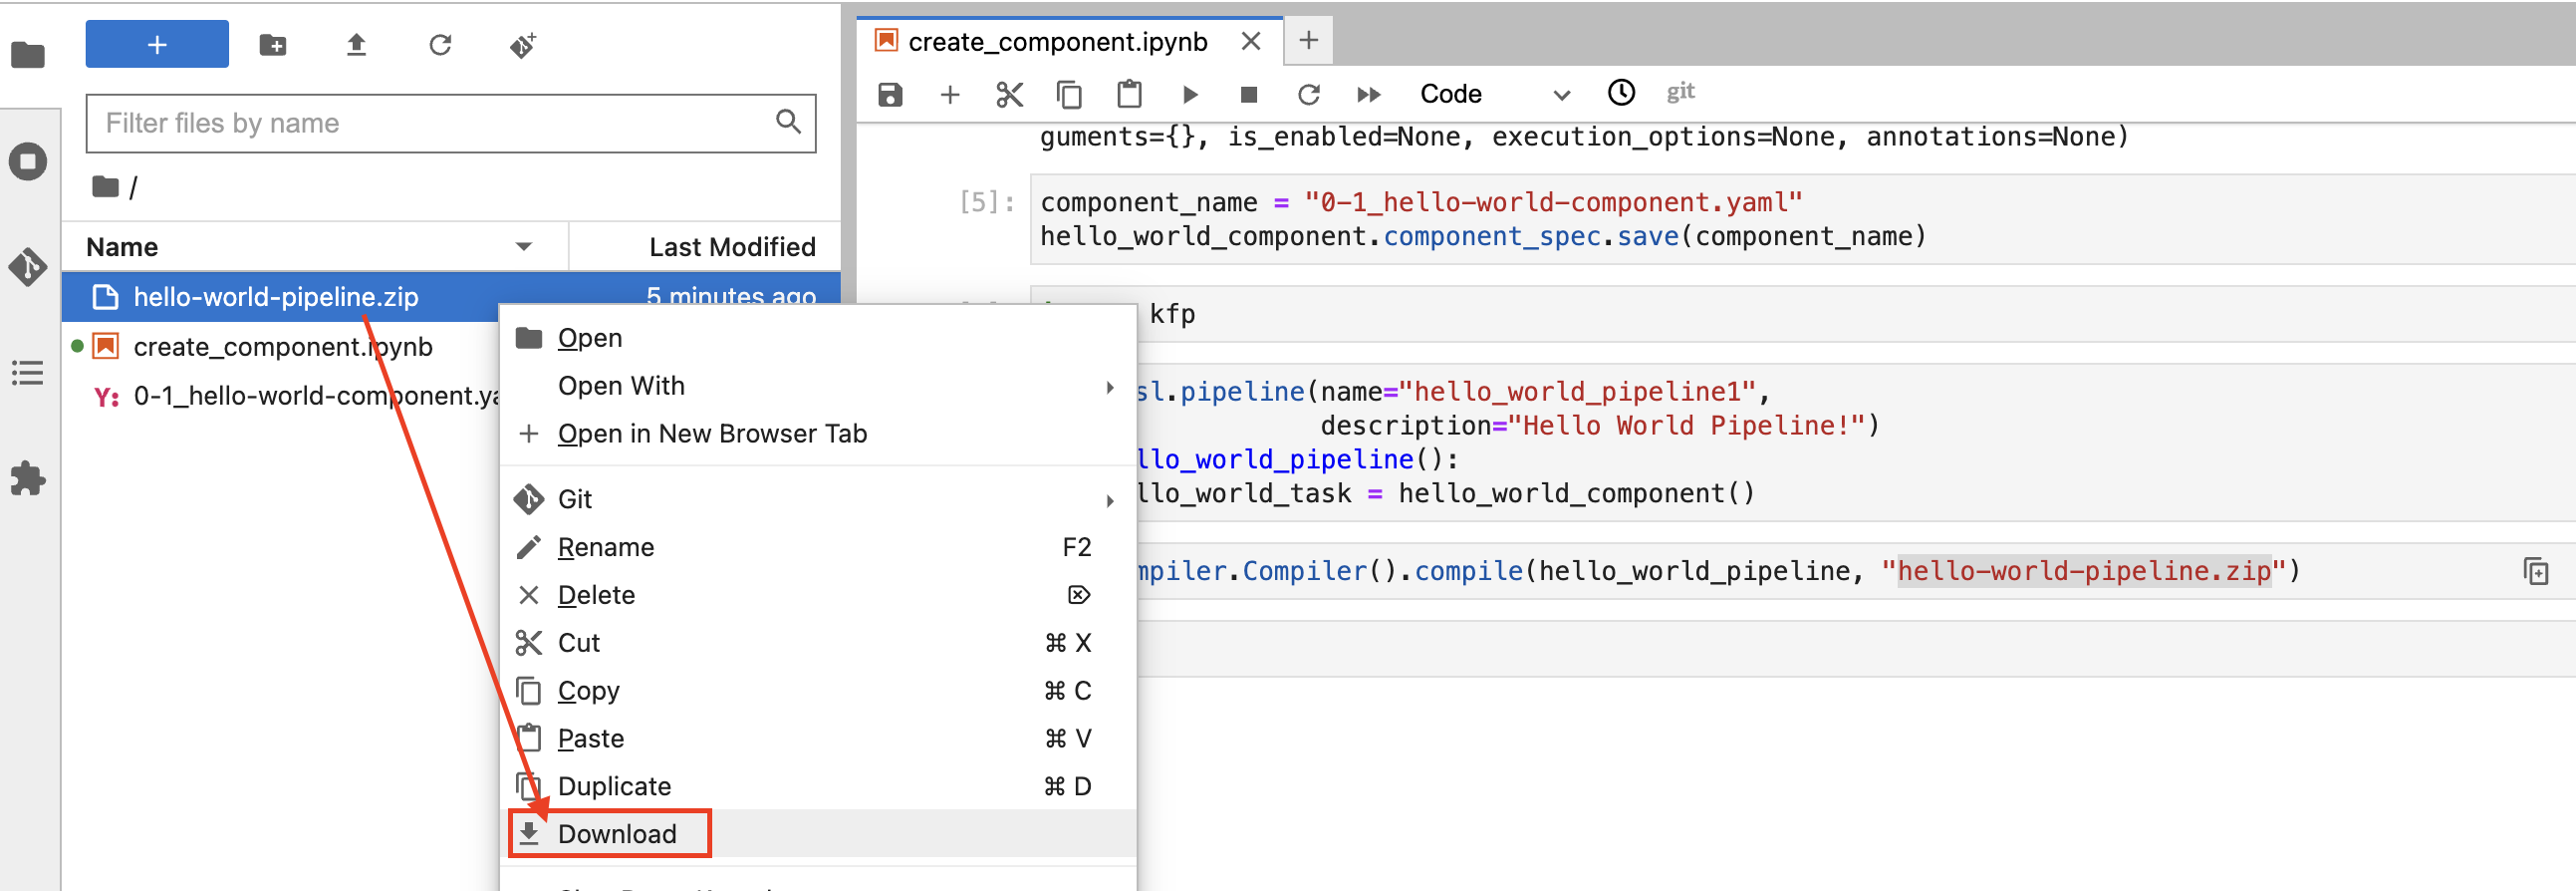 Filter files by name
/
Name
Last Modified
hello-world-pipeline.zip
5 minutes ago
create_component.ipynb
Y: 0-1_hello-world-component.ya
Open
Open With
Open in New Browser Tab
Git
Rename F2
Delete
Cut ⌘ X
Copy ⌘ C
Paste ⌘ V
Duplicate ⌘ D
Download
create_component.ipynb
Code
git
guments={}, is_enabled=None, execution_options=None, annotations=None)
[5]:
component_name = "0-1_hello-world-component.yaml"
hello_world_component.component_spec.save(component_name)
kfp
sl.pipeline(name="hello_world_pipeline1",
description="Hello World Pipeline!")
llo_world_pipeline():
llo_world_task = hello_world_component()
mpiler.Compiler().compile(hello_world_pipeline, "hello-world-pipeline.zip")